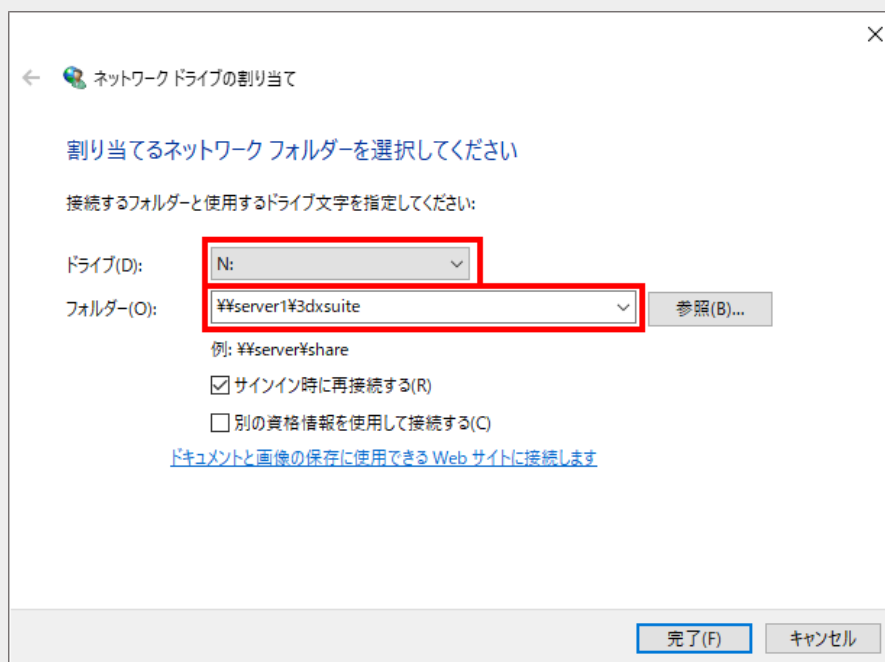 ネットワーク ドライブの割り当て
割り当てるネットワーク フォルダーを選択してください
接続するフォルダーと使用するドライブ文字を指定してください:
ドライブ(D): N:
フォルダー(O): ¥¥server1¥3dxsuite 参照(B)...
例: ¥¥server¥share
サインイン時に再接続する(R)
別の資格情報を使用して接続する(C)
ドキュメントと画像の保存に使用できる Web サイトに接続します
完了(F) キャンセル